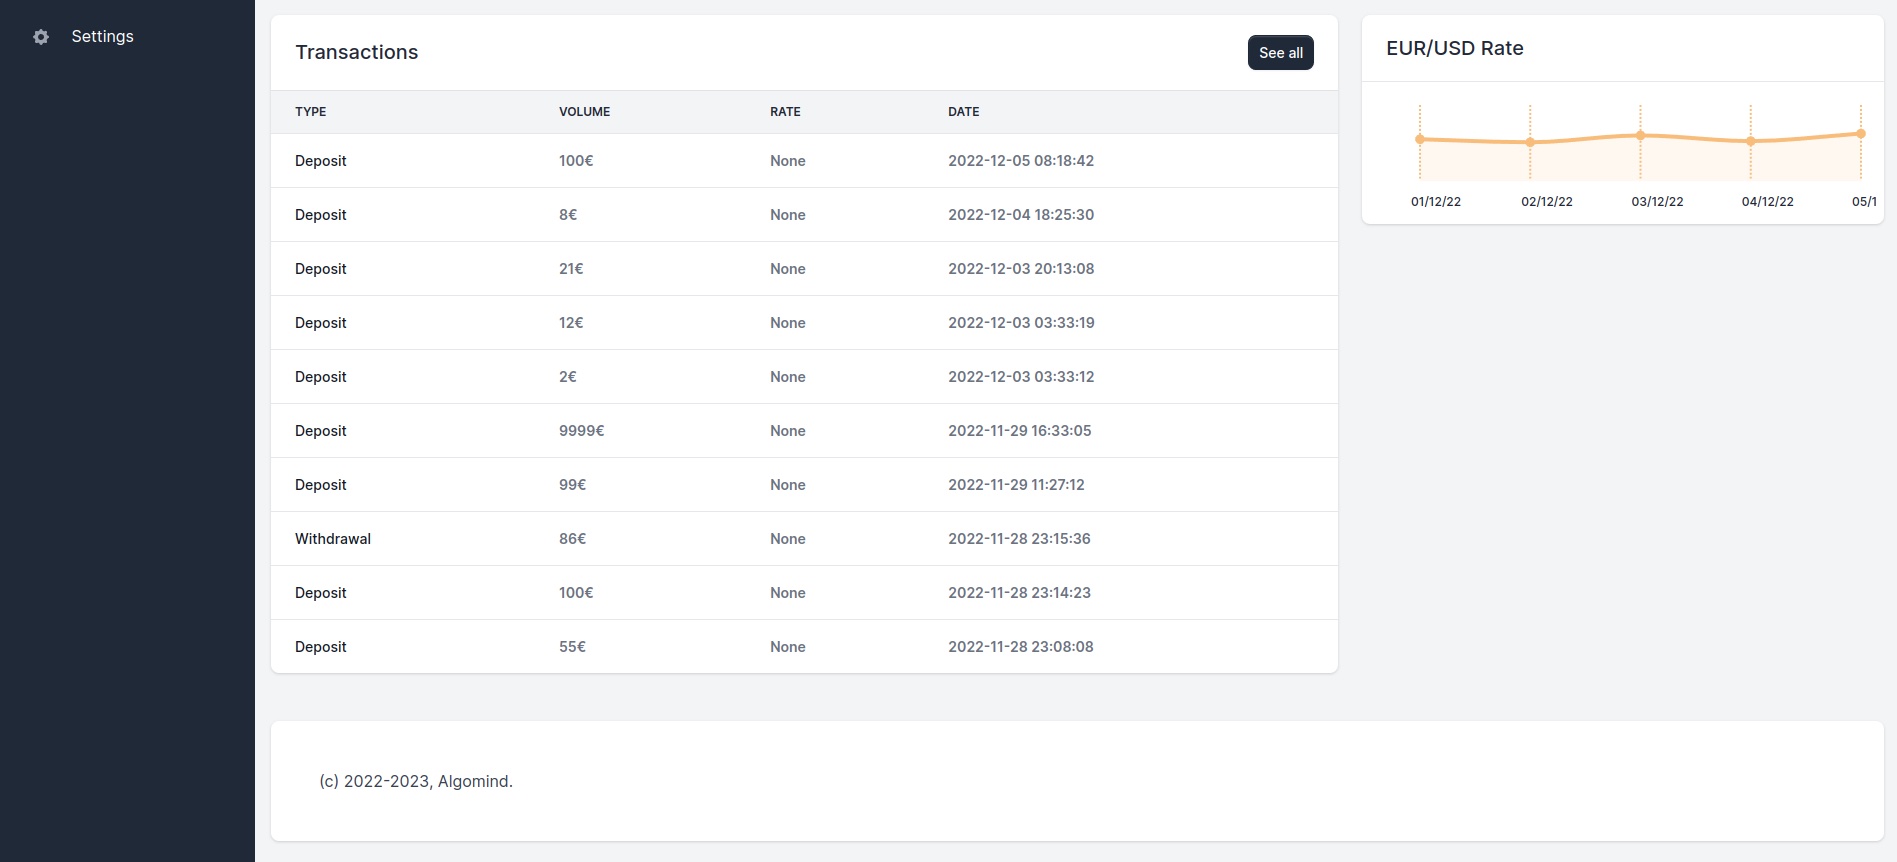 Settings
Transactions
See all
TYPE VOLUME RATE DATE
Deposit 100€ None 2022-12-05 08:18:42
Deposit 8€ None 2022-12-04 18:25:30
Deposit 21€ None 2022-12-03 20:13:08
Deposit 12€ None 2022-12-03 03:33:19
Deposit 2€ None 2022-12-03 03:33:12
Deposit 9999€ None 2022-11-29 16:33:05
Deposit 99€ None 2022-11-29 11:27:12
Withdrawal 86€ None 2022-11-28 23:15:36
Deposit 100€ None 2022-11-28 23:14:23
Deposit 55€ None 2022-11-28 23:08:08
EUR/USD Rate
01/12/22 02/12/22 03/12/22 04/12/22 05/1
(c) 2022-2023, Algomind.